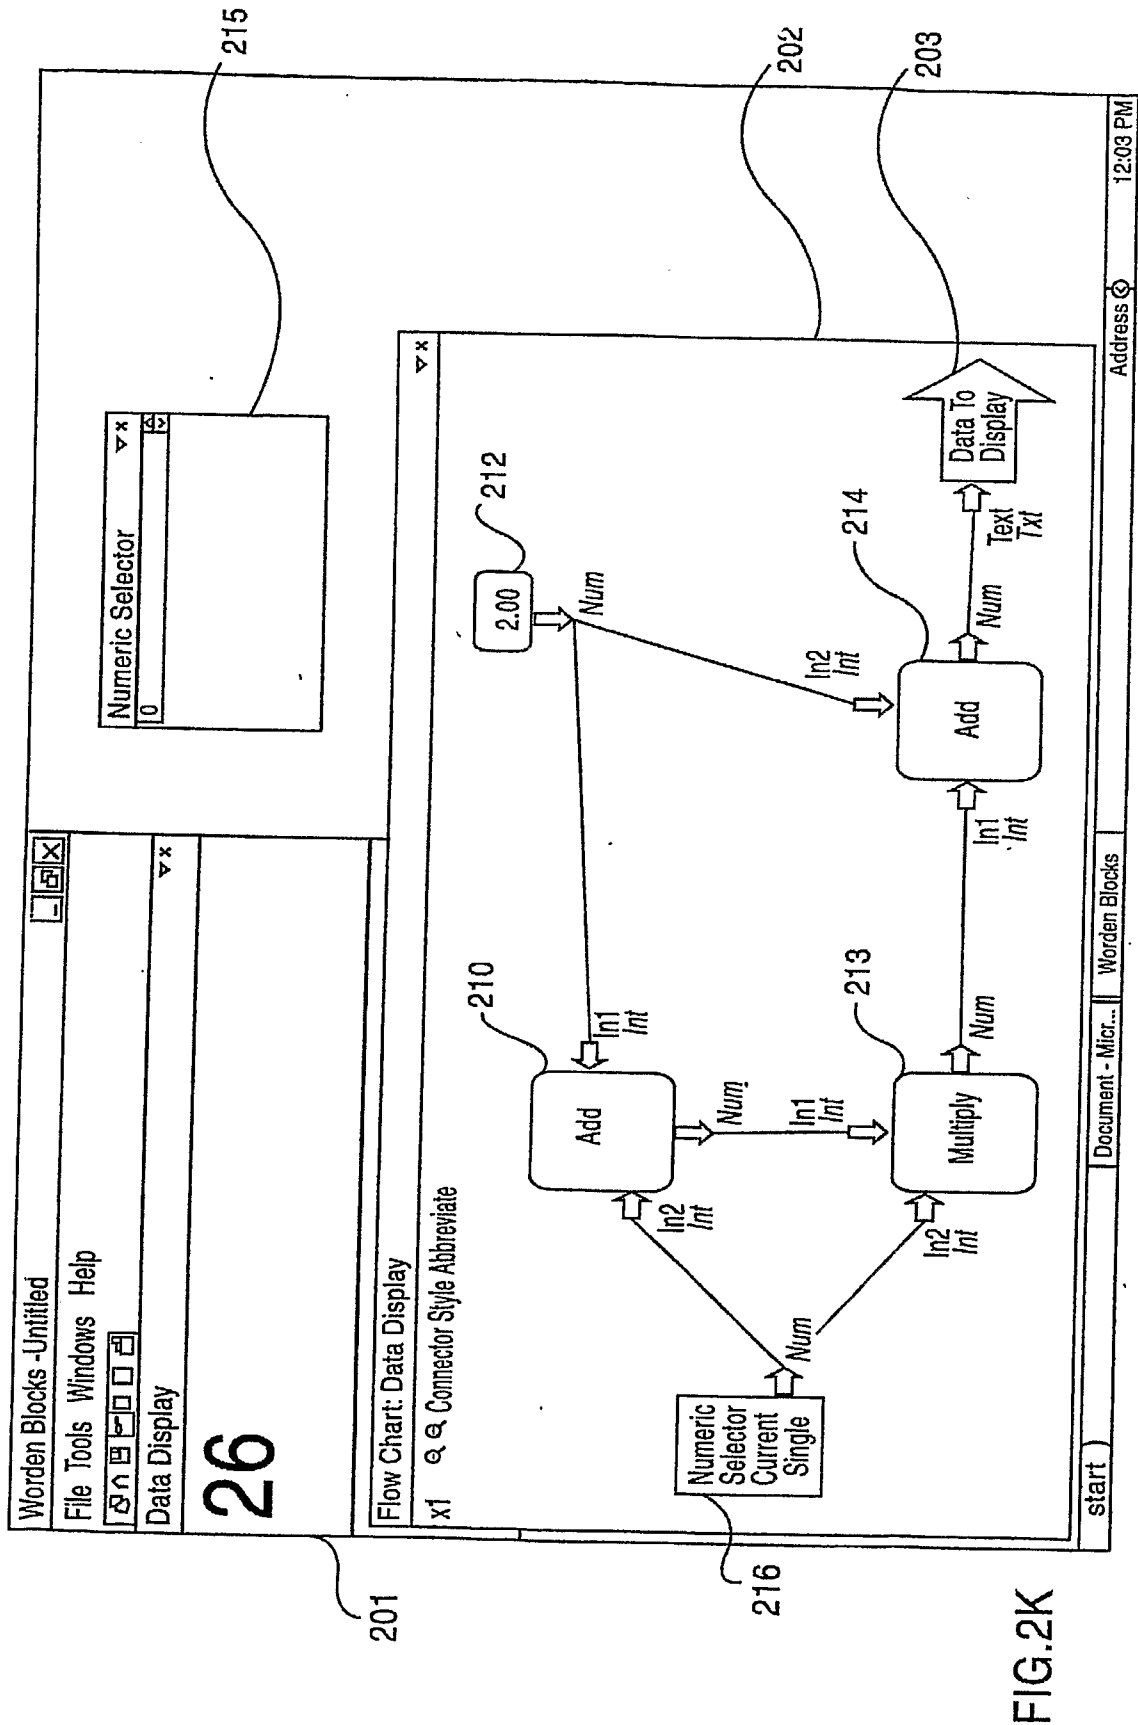 Worden Blocks -Untitled
File Tools Windows Help
Data Display
26
201
Numeric Selector
0
215
Flow Chart: Data Display
x1 Connector Style Abbreviate
202
2.00
212
Num
210
Add
In1
Int
In2
Int
Num
In1
Int
In2
Int
214
Add
In1
Int
Num
Text
Txt
Data To
Display
203
Numeric
Selector
Current
Single
216
Num
In2
Int
213
Multiply
Num
start
Document - Micr...
Worden Blocks
Address
12:03 PM
FIG.2K